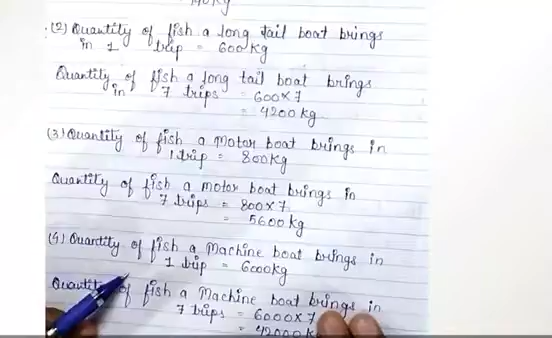 (2) Quantity of fish a long tail boat brings
in 1 trip = 600 kg
Quantity of fish a long tail boat brings
in 7 trips = 600×7
= 4200 kg
(3) Quantity of fish a Motor boat brings in
1 trip = 800 kg
Quantity of fish a motor boat brings in
7 trips = 800×7
= 5600 kg
Quantity of fish a Machine boat brings in
1 trip = 6000 kg
Quantity of fish a Machine boat brings in
7 trips = 6000×7
= 42000